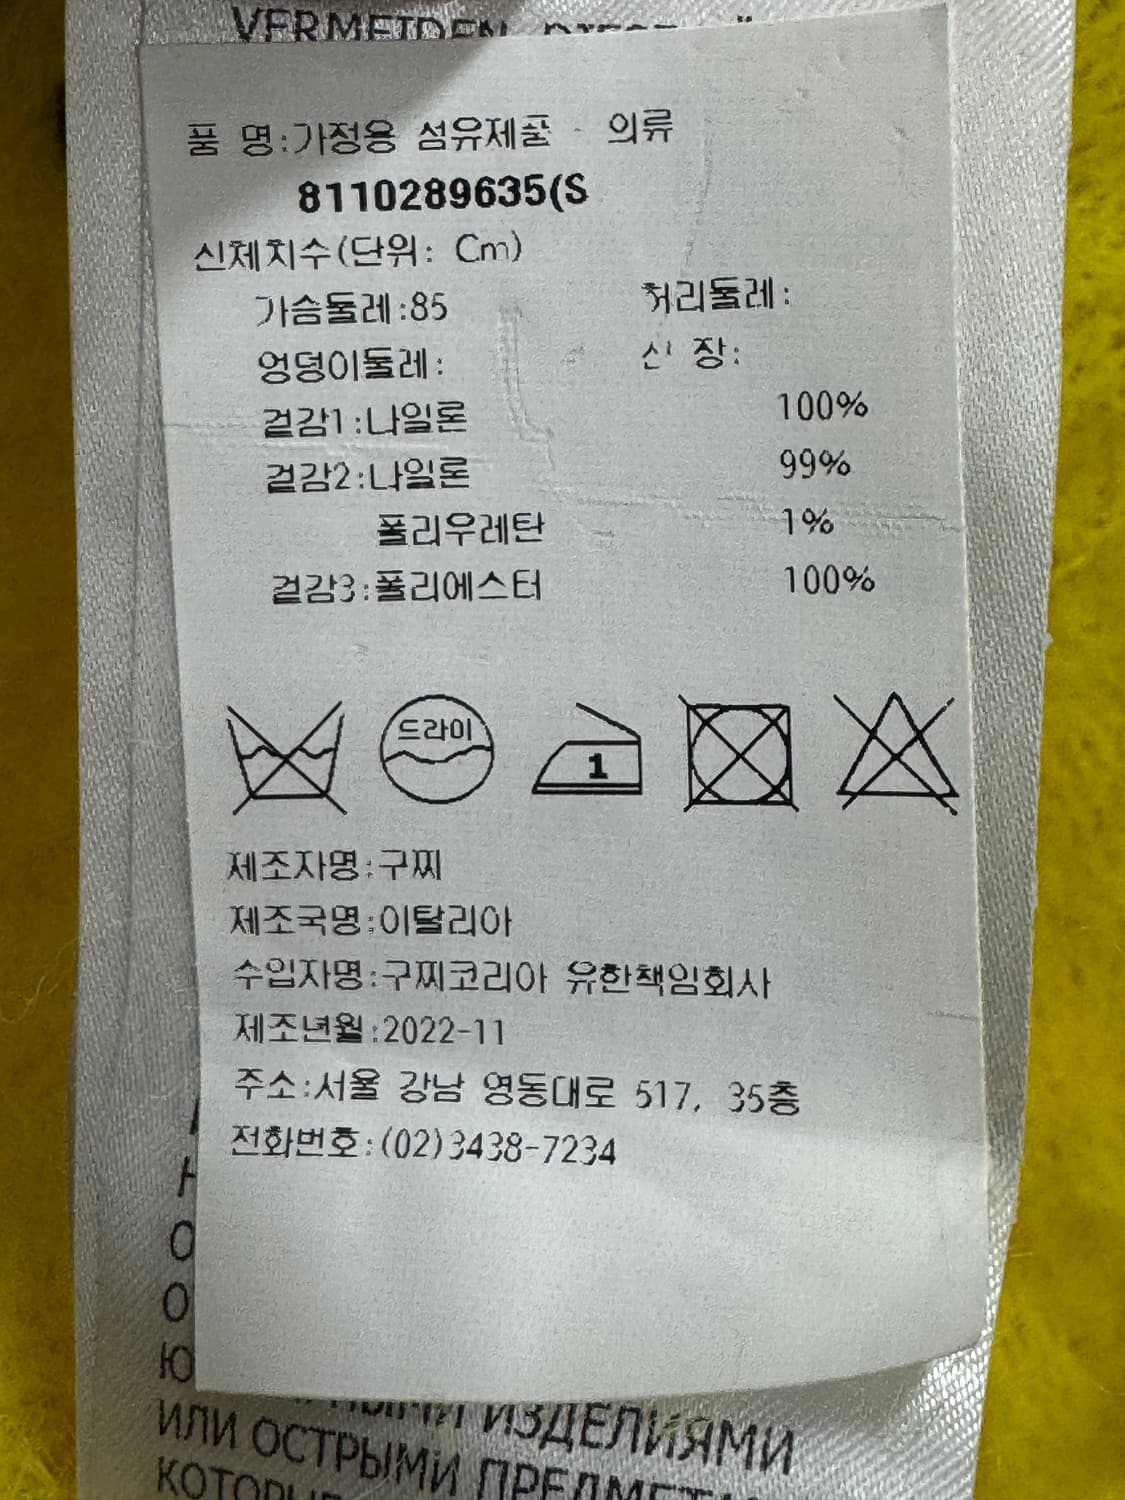 VERMEIDEN,
품 명:가정용 섬유제품 - 의류
8110289635(S
신체치수(단위: Cm)
가슴둘레:85 허리둘레:
엉덩이둘레: 신 장:
겉감1:나일론 100%
겉감2:나일론 99%
폴리우레탄 1%
겉감3:폴리에스터 100%
드라이
1
제조자명:구찌
제조국명:이탈리아
수입자명:구찌코리아 유한책임회사
제조년월:2022-11
주소:서울 강남 영동대로 517, 35층
전화번호:(02)3438-7234
ИЗДЕЛИЯМИ
ИЛИ ОСТРЫМИ